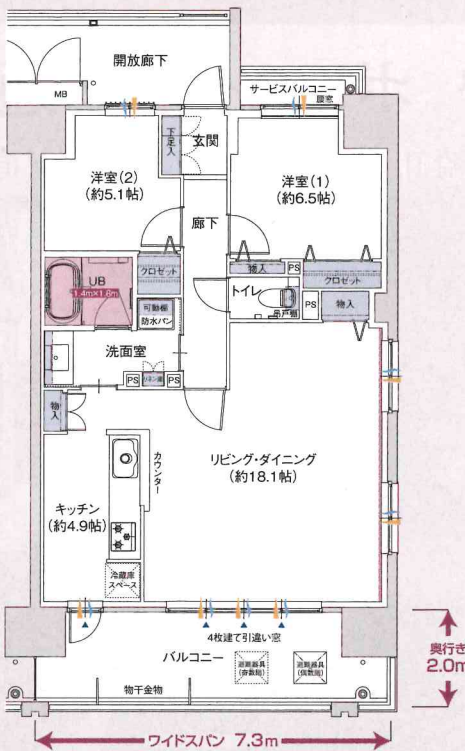 開放廊下
MB
サービスバルコニー
腰窓
玄関
下足入
洋室(2)
(約5.1帖)
洋室(1)
(約6.5帖)
廊下
クロゼット
物入
PS
クロゼット
UB
1.4m×1.8m
トイレ
吊戸棚
PS
物入
可動棚
防水パン
洗面室
PS
リネン庫
PS
物入
カウンター
リビング・ダイニング
(約18.1帖)
キッチン
(約4.9帖)
冷蔵庫
スペース
4枚建て引違い窓
バルコニー
避難器具
(奇数階)
避難器具
(偶数階)
物干金物
奥行き
2.0m
ワイドスパン 7.3m